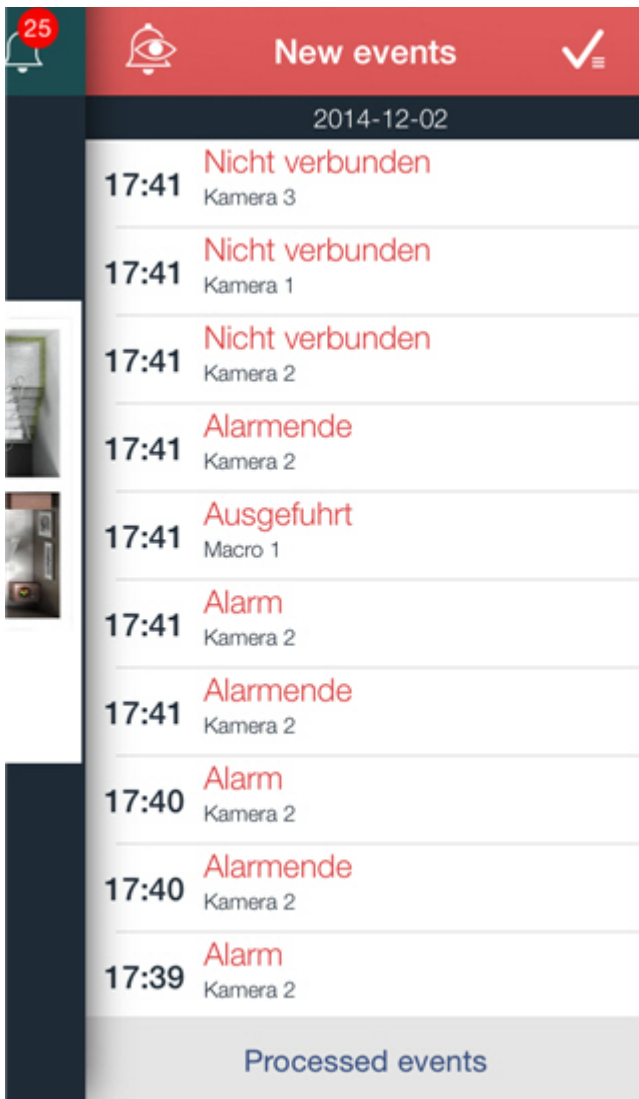 25
New events
2014-12-02
17:41 Nicht verbunden
Kamera 3
17:41 Nicht verbunden
Kamera 1
17:41 Nicht verbunden
Kamera 2
17:41 Alarmende
Kamera 2
17:41 Ausgefuhrt
Macro 1
17:41 Alarm
Kamera 2
17:41 Alarmende
Kamera 2
17:40 Alarm
Kamera 2
17:40 Alarmende
Kamera 2
17:39 Alarm
Kamera 2
Processed events